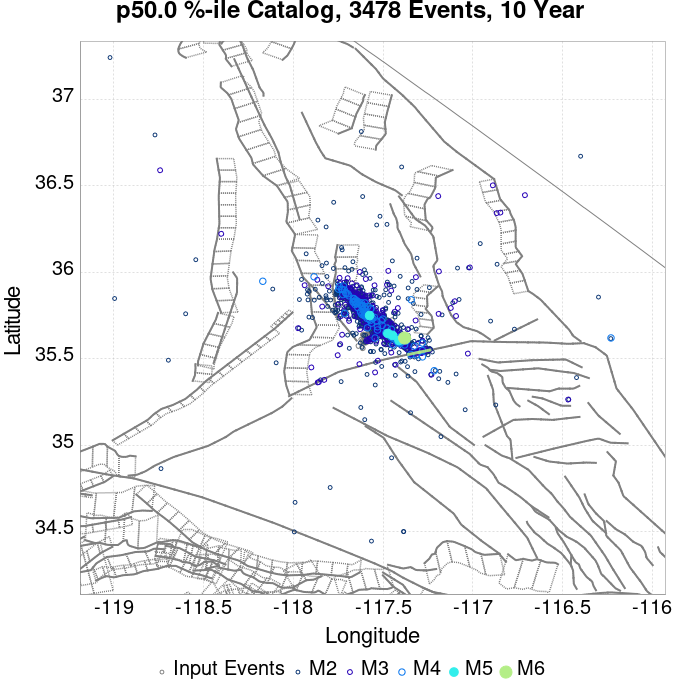 p50.0 %-ile Catalog, 3478 Events, 10 Year
37
36.5
36
35.5
35
34.5
Latitude
-119
-118.5
-118
-117.5
-117
-116.5
-116
Longitude
Input Events
M2
M3
M4
M5
M6